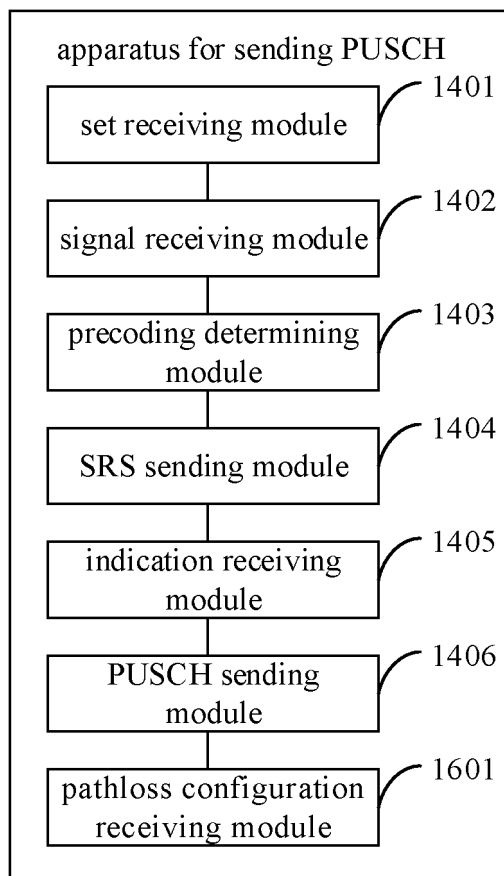 apparatus for sending PUSCH
1401
set receiving module
1402
signal receiving module
1403
precoding determining
module
1404
SRS sending module
1405
indication receiving
module
1406
PUSCH sending
module
1601
pathloss configuration
receiving module